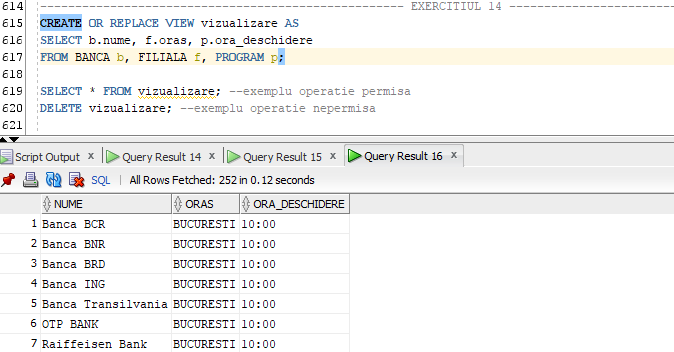 614 ---------------------------------------- EXERCITIUL 14 --------------------
615 CREATE OR REPLACE VIEW vizualizare AS
616 SELECT b.nume, f.oras, p.ora_deschidere
617 FROM BANCA b, FILIALA f, PROGRAM p;
618
619 SELECT * FROM vizualizare; --exemplu operatie permisa
620 DELETE vizualizare; --exemplu operatie nepermisa
621
Script Output x Query Result 14 x Query Result 15 x Query Result 16 x
SQL | All Rows Fetched: 252 in 0.12 seconds
NUME ORAS ORA_DESCHIDERE
1 Banca BCR BUCURESTI 10:00
2 Banca BNR BUCURESTI 10:00
3 Banca BRD BUCURESTI 10:00
4 Banca ING BUCURESTI 10:00
5 Banca Transilvania BUCURESTI 10:00
6 OTP BANK BUCURESTI 10:00
7 Raiffeisen Bank BUCURESTI 10:00